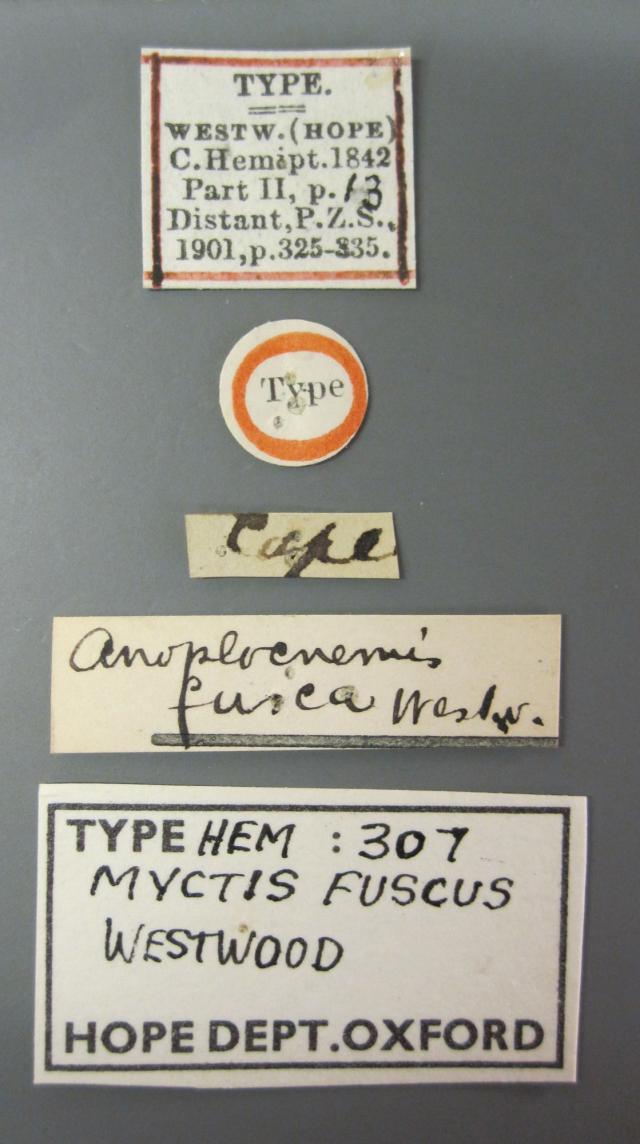 TYPE.
WESTW. (HOPE)
C.Hemipt.1842
Part II, p. 13
Distant, P.Z.S.,
1901, p.325-335.
Type
Cape
Anoplocnemis
fusca Westw.
TYPE HEM : 307
MYCTIS FUSCUS
WESTWOOD
HOPE DEPT.OXFORD